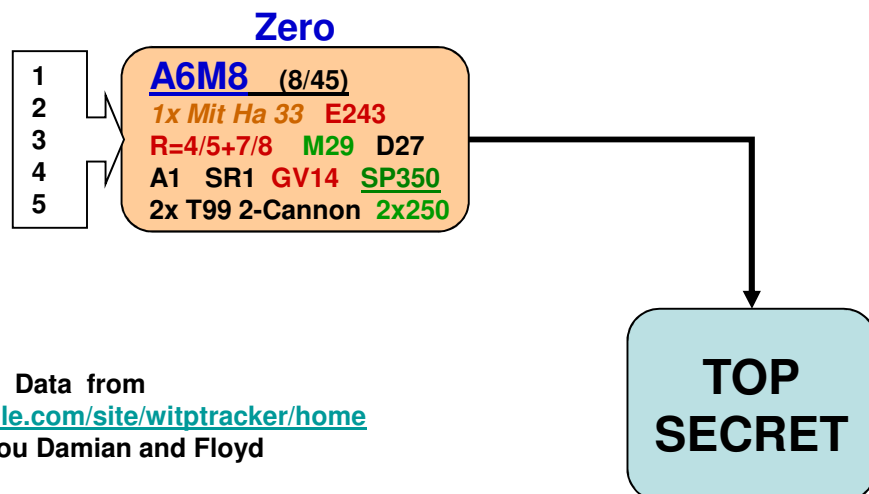 Zero
1
2
3
4
5
A6M8 (8/45)
1x Mit Ha 33 E243
R=4/5+7/8 M29 D27
A1 SR1 GV14 SP350
2x T99 2-Cannon 2x250
TOP
SECRET
Data from
le.com/site/witptracker/home
ou Damian and Floyd